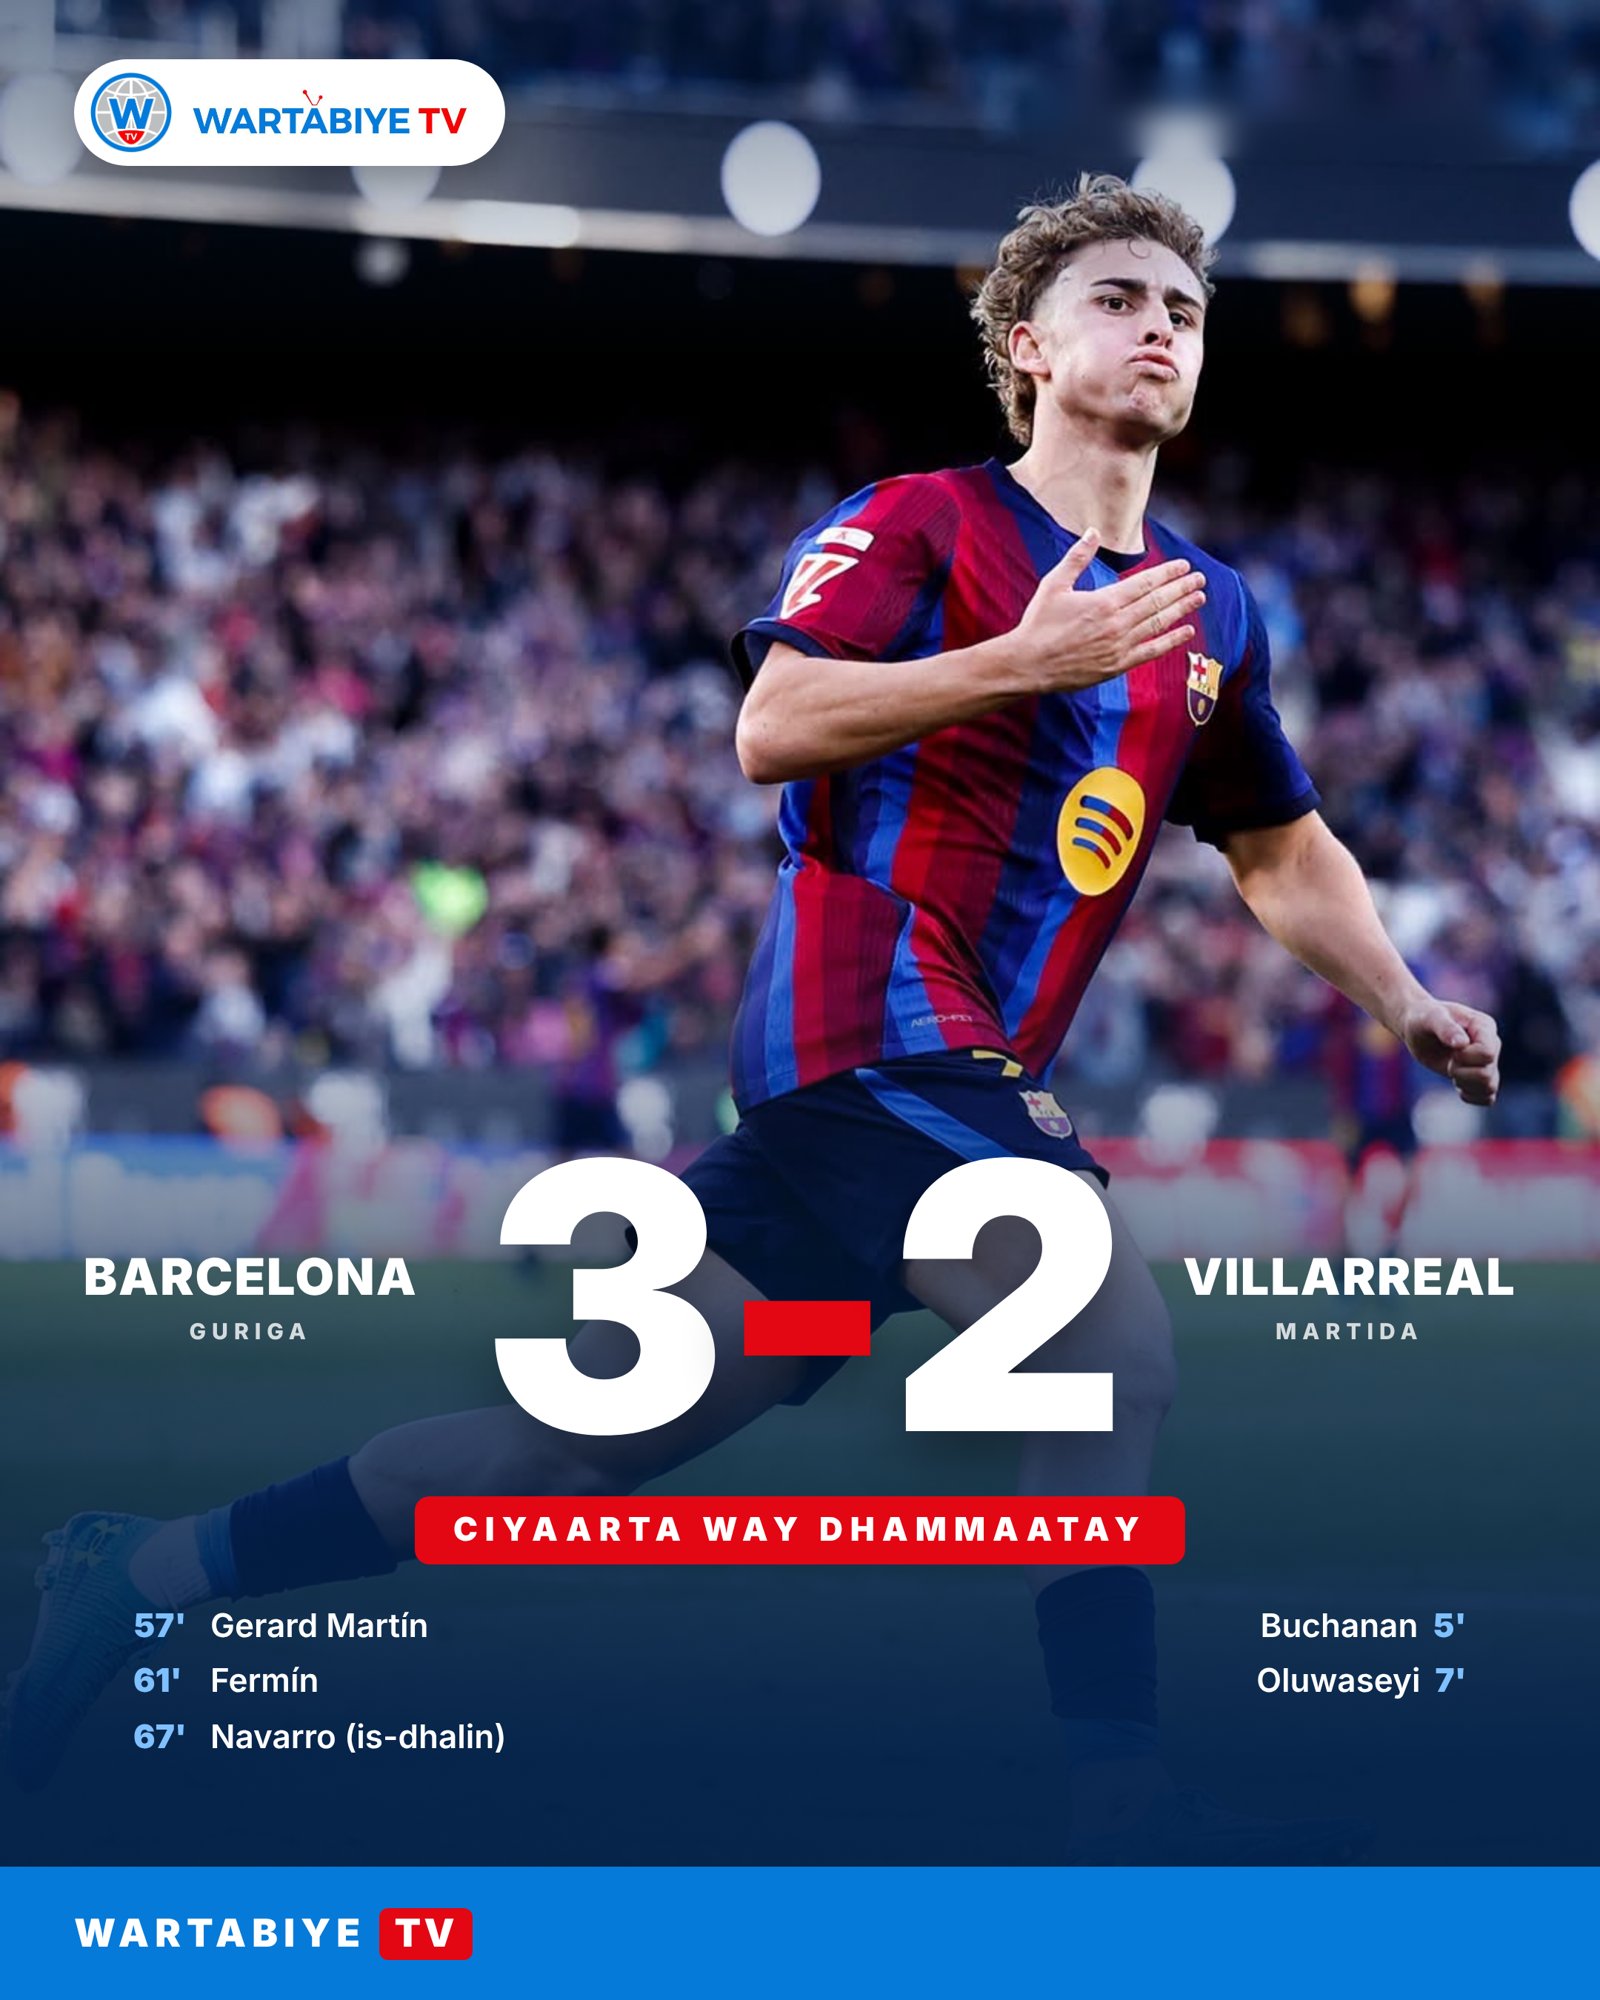 WARTABIYE TV
3-2
BARCELONA
GURIGA
VILLARREAL
MARTIDA
CIYAARTA WAY DHAMMAATAY
57' Gerard Martín
61' Fermín
67' Navarro (is-dhalin)
Buchanan 5'
Oluwaseyi 7'
WARTABIYE TV